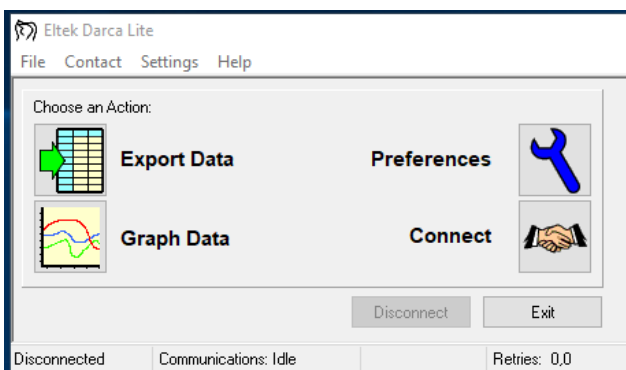 Eltek Darca Lite
File Contact Settings Help
Choose an Action:
Export Data Preferences
Graph Data Connect
Disconnect Exit
Disconnected Communications: Idle Retries: 0,0